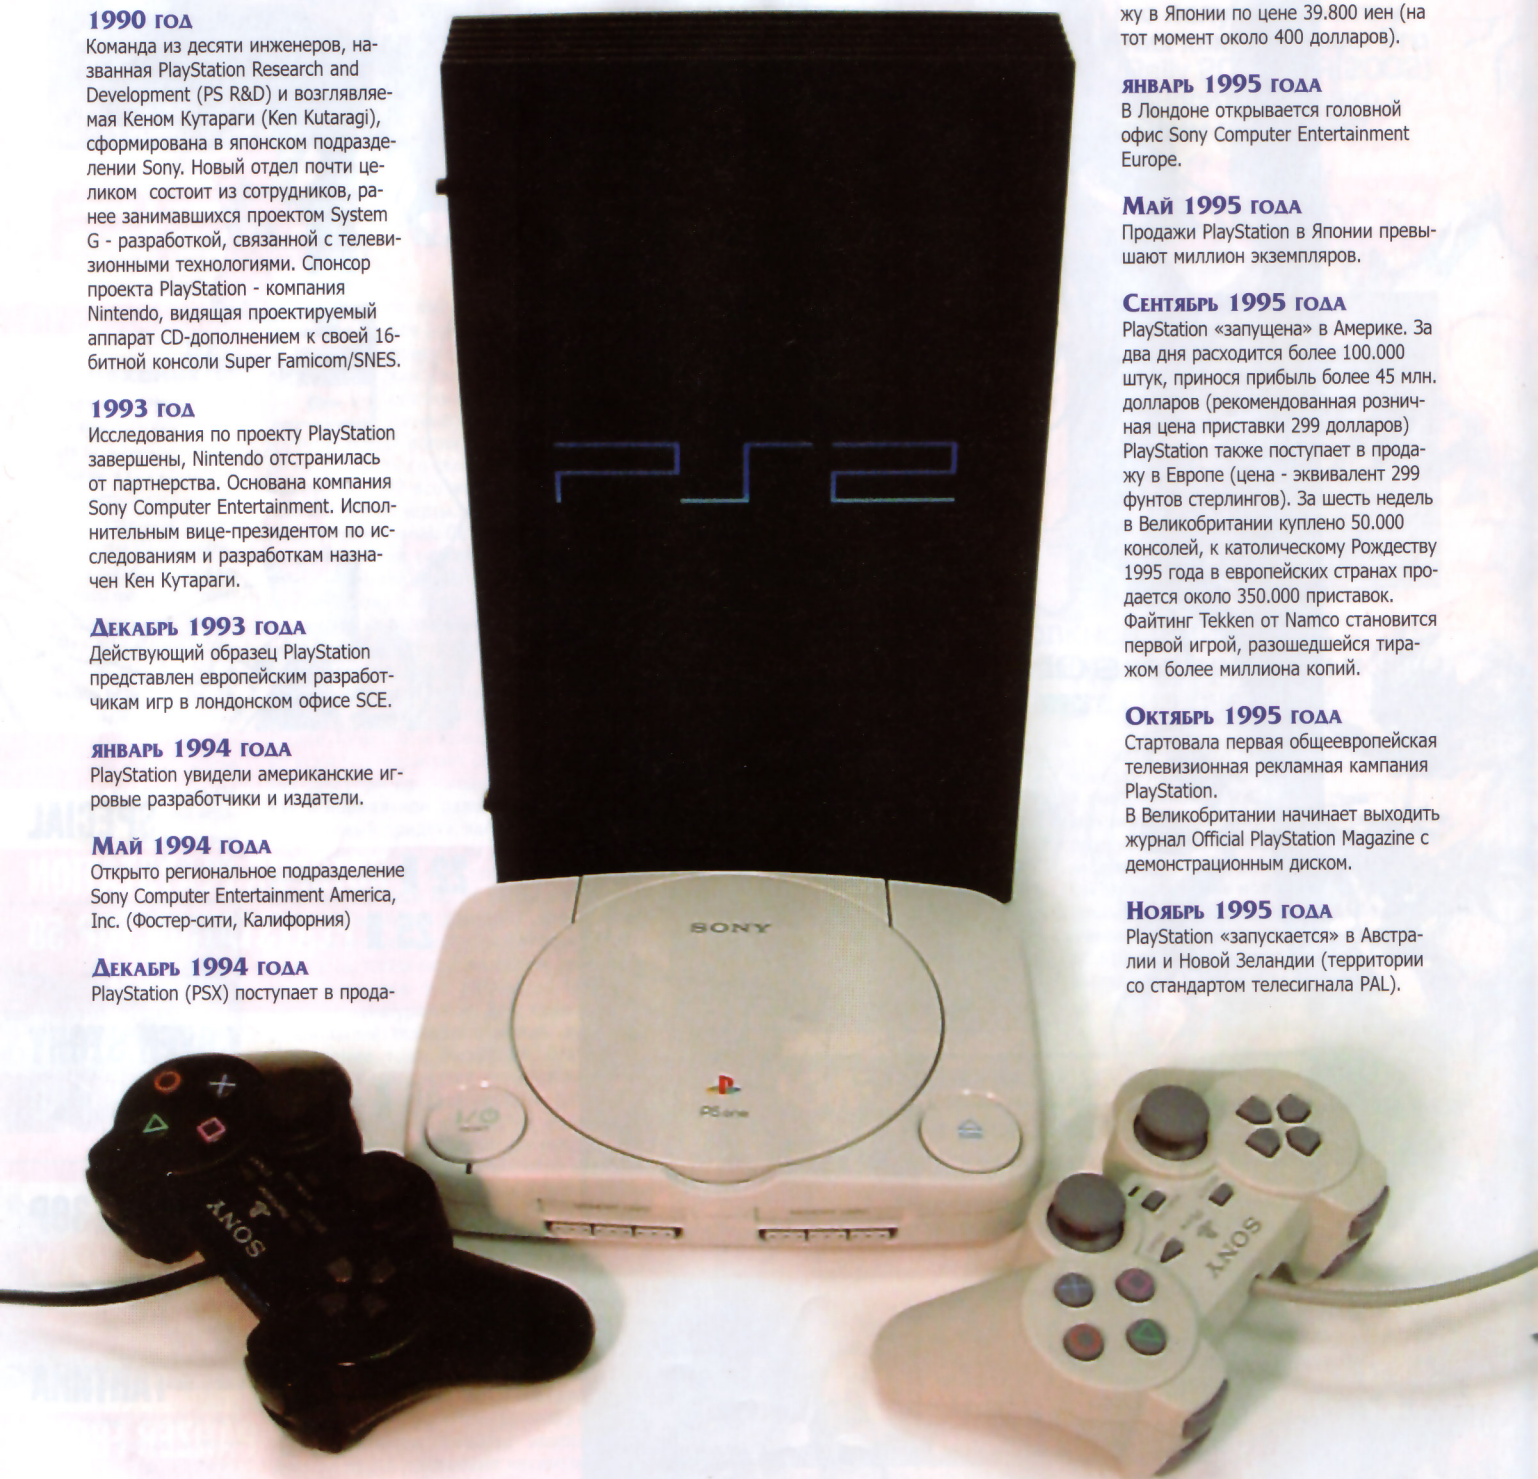 1990 год
Команда из десяти инженеров, на-
званная PlayStation Research and
Development (PS R&D) и возглявляе-
мая Кеном Кутараги (Ken Kutaragi),
сформирована в японском подразде-
лении Sony. Новый отдел почти це-
ликом состоит из сотрудников, ра-
нее занимавшихся проектом System
G - разработкой, связанной с телеви-
зионными технологиями. Спонсор
проекта PlayStation - компания
Nintendo, видящая проектируемый
аппарат CD-дополнением к своей 16-
битной консоли Super Famicom/SNES.
1993 год
Исследования по проекту PlayStation
завершены, Nintendo отстранилась
от партнерства. Основана компания
Sony Computer Entertainment. Испол-
нительным вице-президентом по ис-
следованиям и разработкам назна-
чен Кен Кутараги.
Декабрь 1993 года
Действующий образец PlayStation
представлен европейским разработ-
чикам игр в лондонском офисе SCE.
январь 1994 года
PlayStation увидели американские иг-
ровые разработчики и издатели.
Май 1994 года
Открыто региональное подразделение
Sony Computer Entertainment America,
Inc. (Фостер-сити, Калифорния)
Декабрь 1994 года
PlayStation (PSX) поступает в прода-
жу в Японии по цене 39.800 иен (на
тот момент около 400 долларов).
январь 1995 года
В Лондоне открывается головной
офис Sony Computer Entertainment
Europe.
Май 1995 года
Продажи PlayStation в Японии превы-
шают миллион экземпляров.
Сентябрь 1995 года
PlayStation «запущена» в Америке. За
два дня расходится более 100.000
штук, принося прибыль более 45 млн.
долларов (рекомендованная рознич-
ная цена приставки 299 долларов)
PlayStation также поступает в прода-
жу в Европе (цена - эквивалент 299
фунтов стерлингов). За шесть недель
в Великобритании куплено 50.000
консолей, к католическому Рождеству
1995 года в европейских странах про-
дается около 350.000 приставок.
Файтинг Tekken от Namco становится
первой игрой, разошедшейся тира-
жом более миллиона копий.
Октябрь 1995 года
Стартовала первая общеевропейская
телевизионная рекламная кампания
PlayStation.
В Великобритании начинает выходить
журнал Official PlayStation Magazine с
демонстрационным диском.
Ноябрь 1995 года
PlayStation «запускается» в Австра-
лии и Новой Зеландии (территории
со стандартом телесигнала PAL).
PS2
SONY
PS one
SONY
SONY